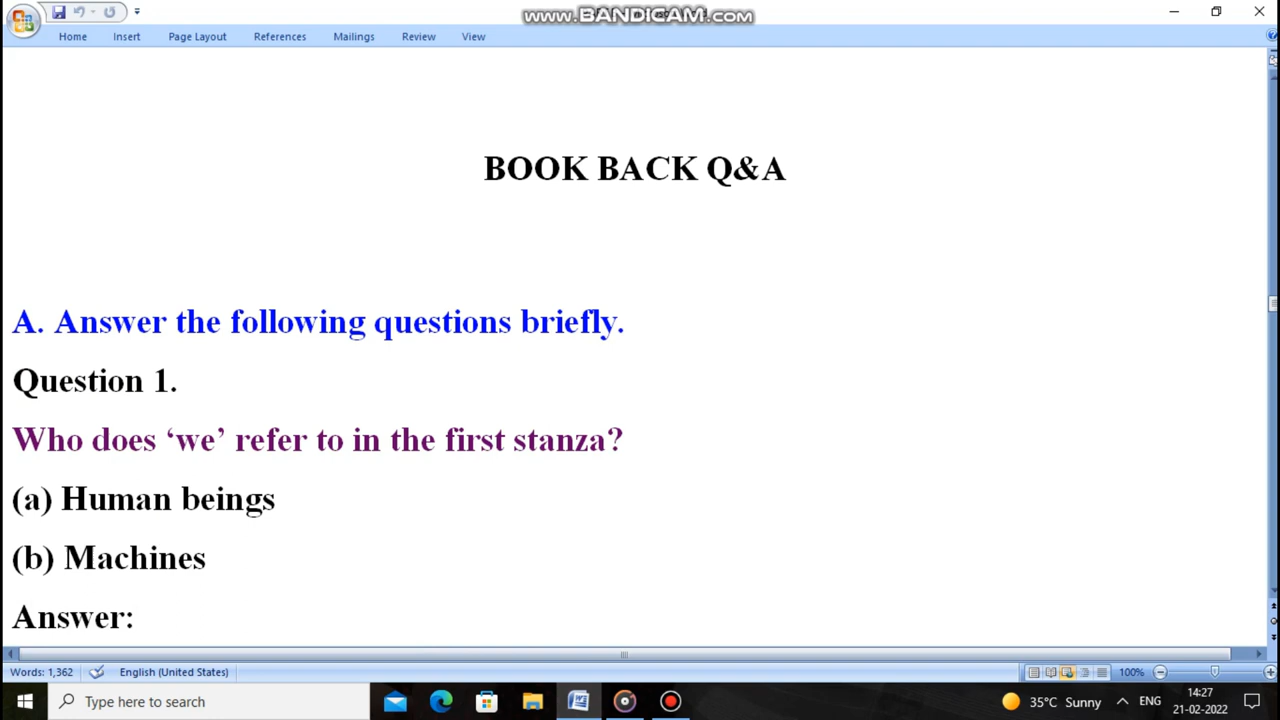 www.BANDICAM.com
Home Insert Page Layout References Mailings Review View
BOOK BACK Q&A
A. Answer the following questions briefly.
Question 1.
Who does ‘we’ refer to in the first stanza?
(a) Human beings
(b) Machines
Answer:
Words: 1,362 English (United States) 100%
Type here to search 35°C Sunny ENG 14:27
21-02-2022